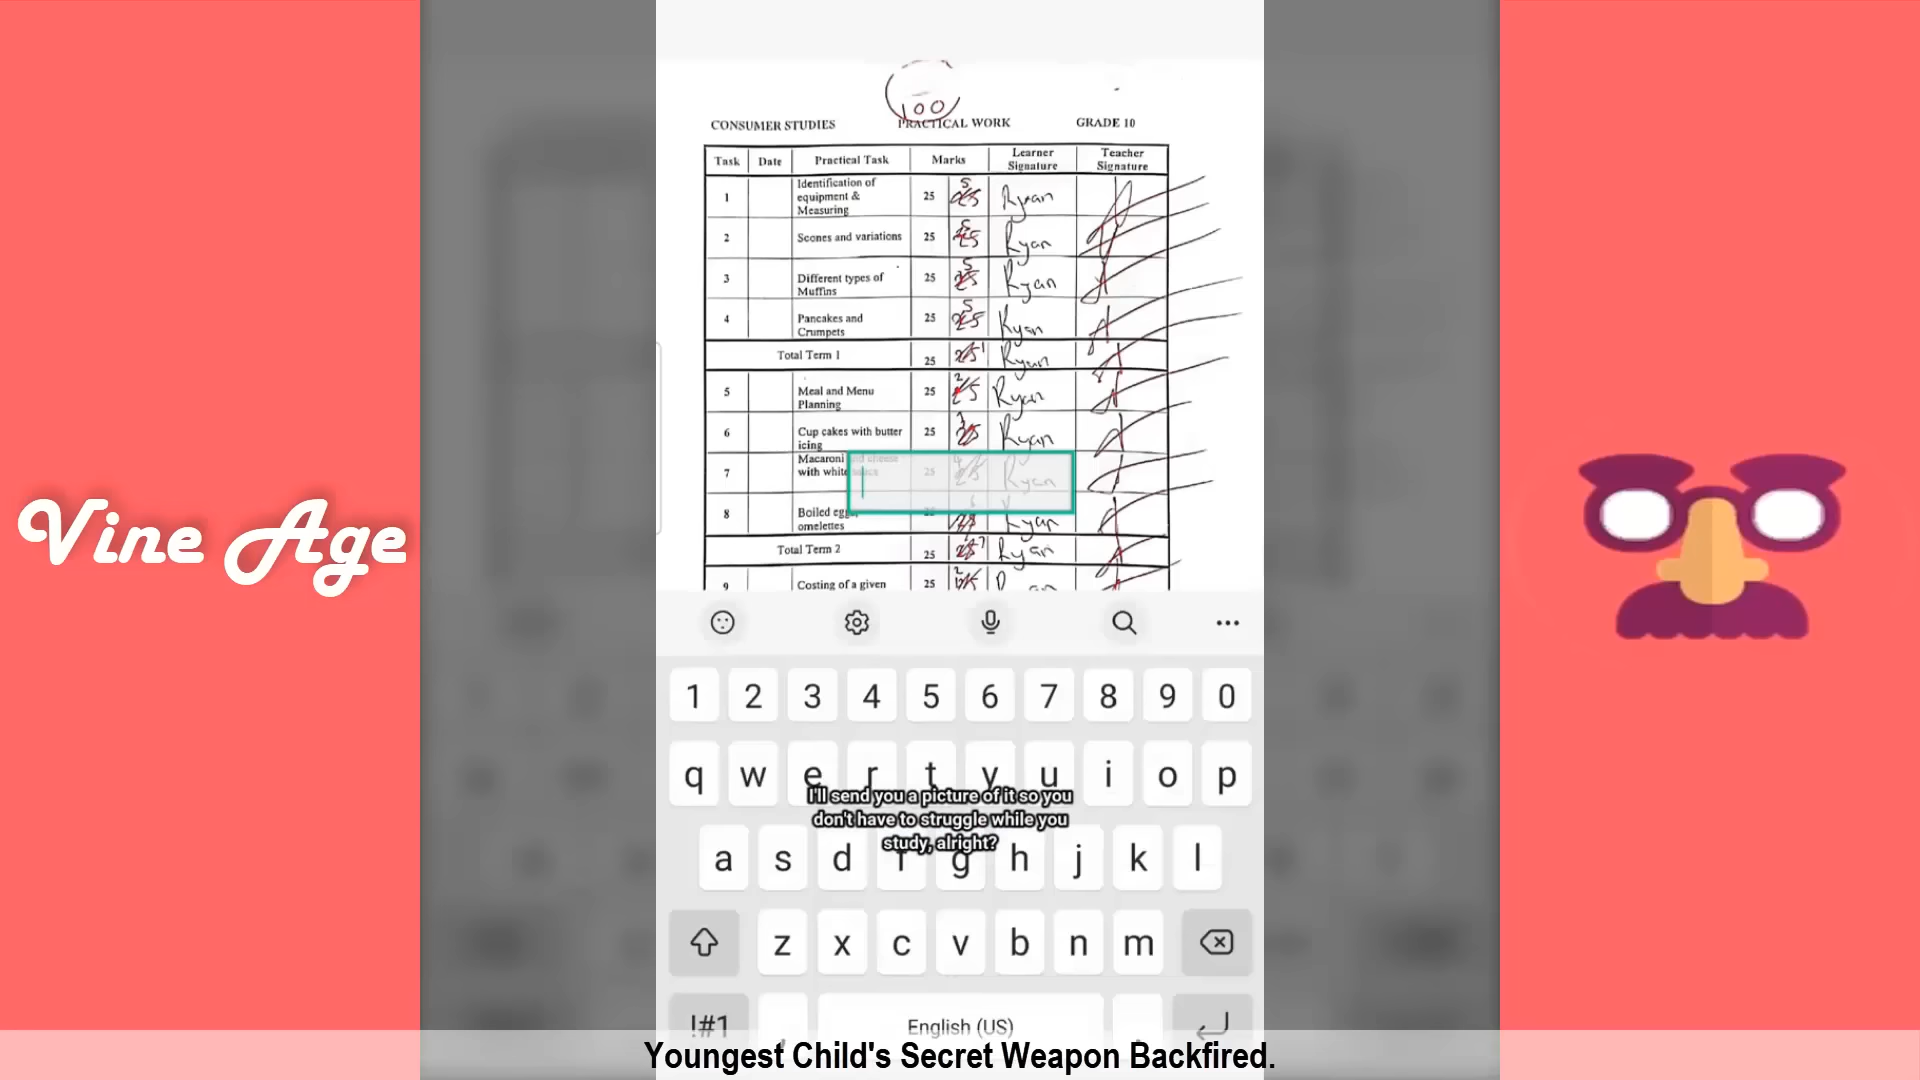 100
CONSUMER STUDIES PRACTICAL WORK GRADE 10
Task Date Practical Task Marks Learner Signature Teacher Signature
1 Identification of equipment & Measuring 25 Ryan
2 Scones and variations 25 Ryan
3 Different types of Muffins 25 Ryan
4 Pancakes and Crumpets 25 Ryan
Total Term 1 25 Ryan
5 Meal and Menu Planning 25 Ryan
6 Cup cakes with butter icing 25 Ryan
7 Macaroni and cheese with white sauce 25 Ryan
8 Boiled omelettes Ryan
Total Term 2 25 Ryan
9 Costing of a given 25
Vine Age
1 2 3 4 5 6 7 8 9 0
q w e r t y u i o p
I'll send you a picture of it so you
don't have to struggle while you
study, alright?
a s d f g h j k l
z x c v b n m
!#1 , English (US) .
Youngest Child's Secret Weapon Backfired.